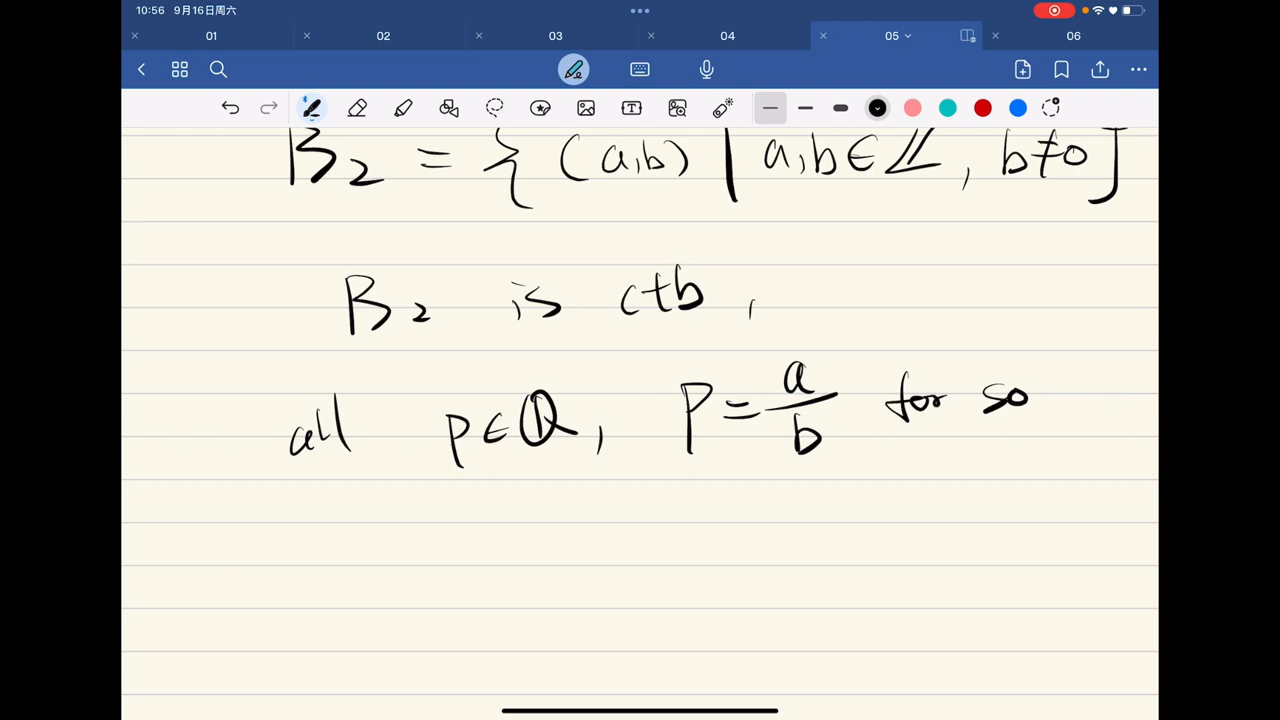 10:56 9月16日周六
01 02 03 04 05 06
B₂ = { (a,b) | a,b ∈ ℤ, b≠0 ]
B₂ is ctb,
all p∈ℚ, P = a/b for so